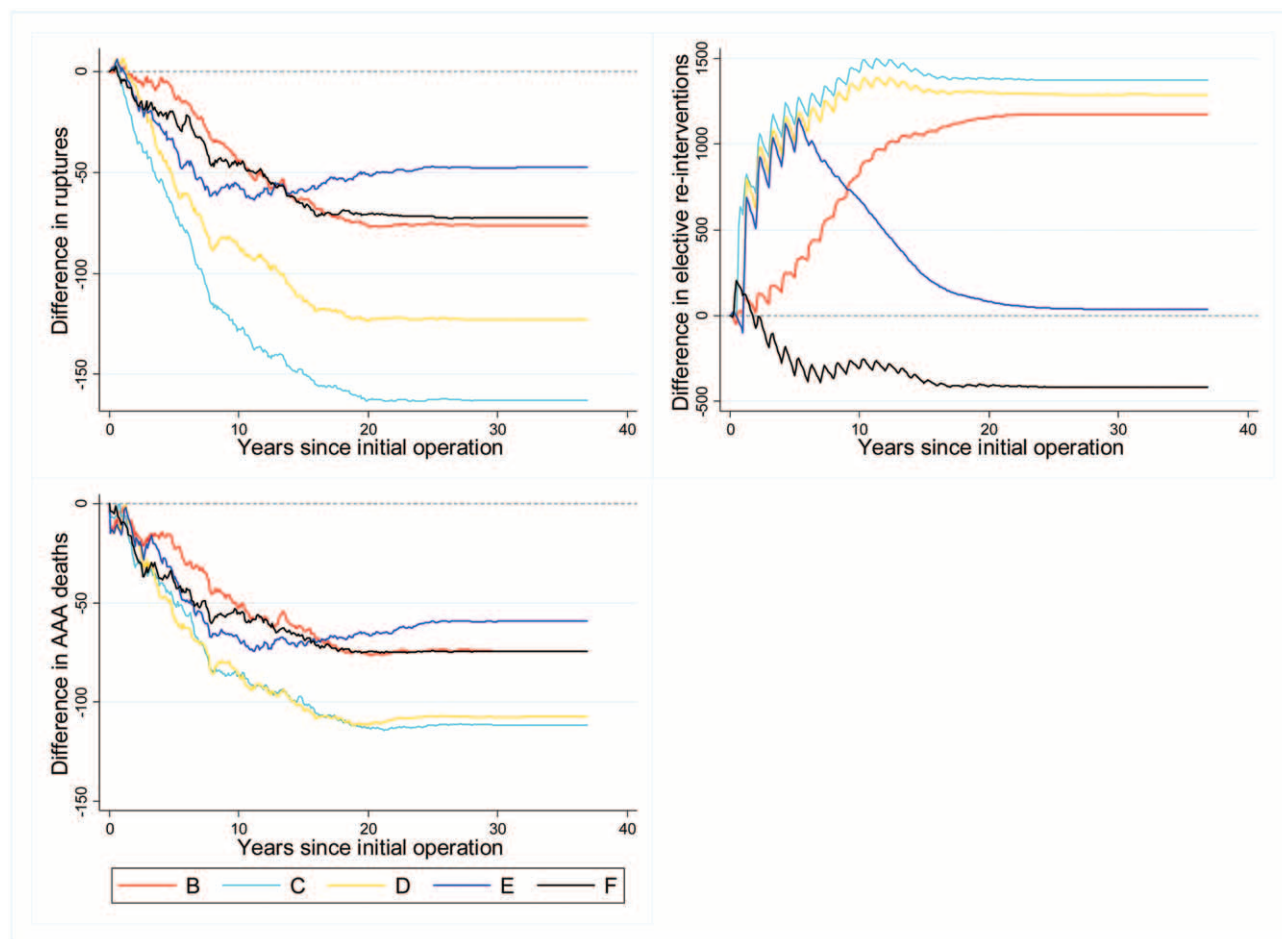 Difference in ruptures
0
-50
-100
-150
0 10 20 30 40
Years since initial operation
Difference in elective re-interventions
1500
1000
500
0
-500
0 10 20 30 40
Years since initial operation
Difference in AAA deaths
0
-50
-100
-150
0 10 20 30 40
Years since initial operation
B C D E F